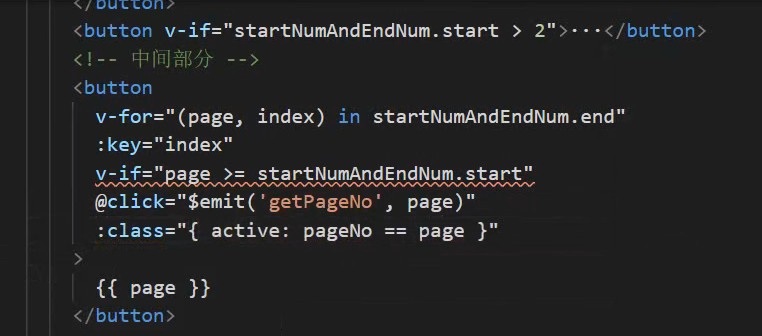 </button>
<button v-if="startNumAndEndNum.start > 2">···</button>
<!-- 中间部分 -->
<button
v-for="(page, index) in startNumAndEndNum.end"
:key="index"
v-if="page >= startNumAndEndNum.start"
@click="$emit('getPageNo', page)"
:class="{ active: pageNo == page }"
>
{{ page }}
</button>